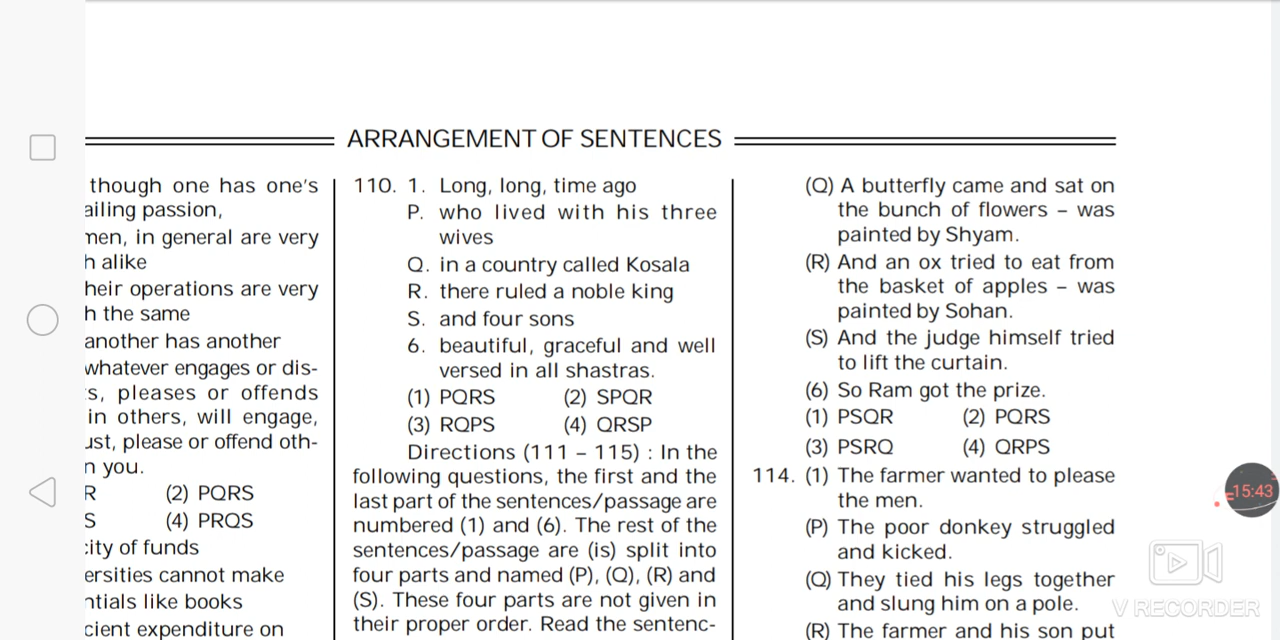 ARRANGEMENT OF SENTENCES
though one has one's
ailing passion,
men, in general are very
h alike
heir operations are very
h the same
another has another
whatever engages or dis-
s, pleases or offends
in others, will engage,
ust, please or offend oth-
n you.
R (2) PQRS
S (4) PRQS
city of funds
ersities cannot make
ntials like books
cient expenditure on
110. 1. Long, long, time ago
P. who lived with his three
wives
Q. in a country called Kosala
R. there ruled a noble king
S. and four sons
6. beautiful, graceful and well
versed in all shastras.
(1) PQRS (2) SPQR
(3) RQPS (4) QRSP
Directions (111 – 115) : In the
following questions, the first and the
last part of the sentences/passage are
numbered (1) and (6). The rest of the
sentences/passage are (is) split into
four parts and named (P), (Q), (R) and
(S). These four parts are not given in
their proper order. Read the sentenc-
(Q) A butterfly came and sat on
the bunch of flowers – was
painted by Shyam.
(R) And an ox tried to eat from
the basket of apples – was
painted by Sohan.
(S) And the judge himself tried
to lift the curtain.
(6) So Ram got the prize.
(1) PSQR (2) PQRS
(3) PSRQ (4) QRPS
114. (1) The farmer wanted to please
the men.
(P) The poor donkey struggled
and kicked.
(Q) They tied his legs together
and slung him on a pole.
(R) The farmer and his son put
15:43
V RECORDER